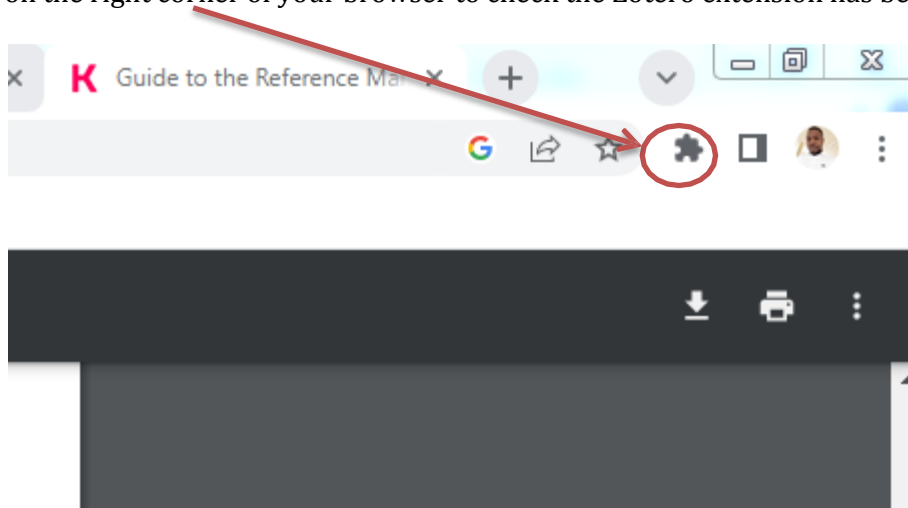 on the right corner of your browser to check the Zotero extension has be
K Guide to the Reference Ma
G